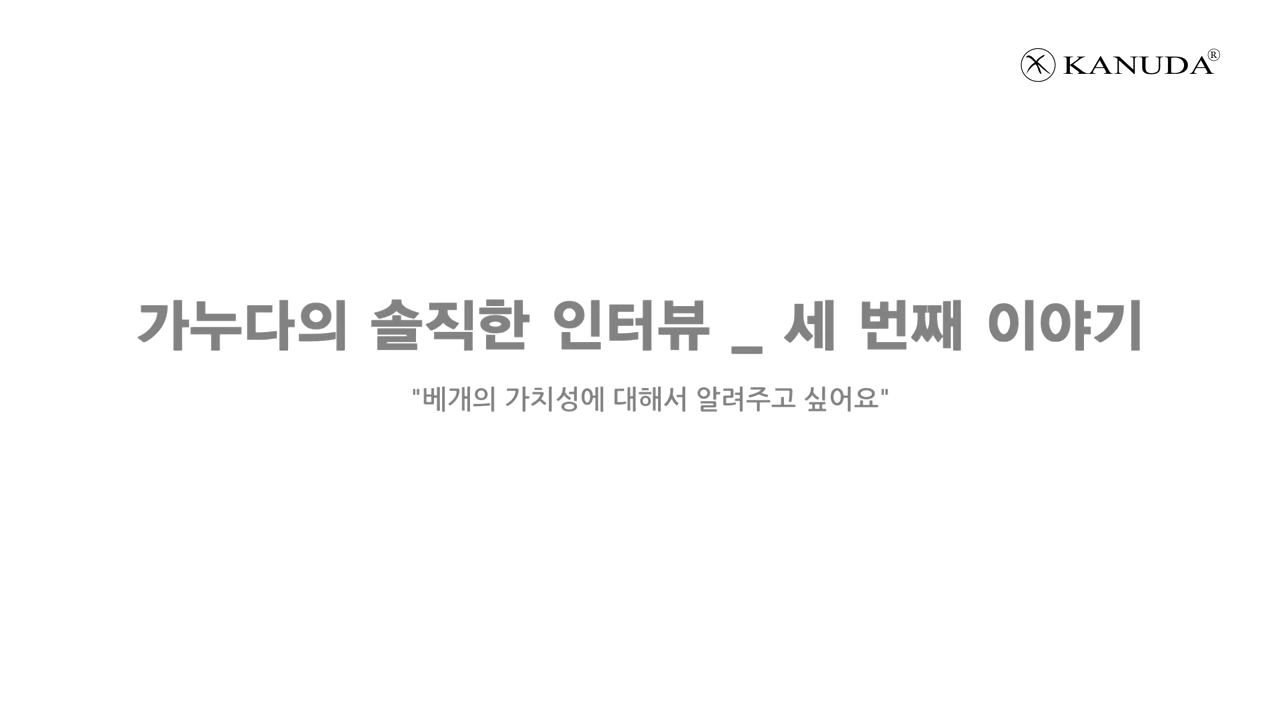 KANUDA®
가누다의 솔직한 인터뷰 _ 세 번째 이야기
"베개의 가치성에 대해서 알려주고 싶어요"